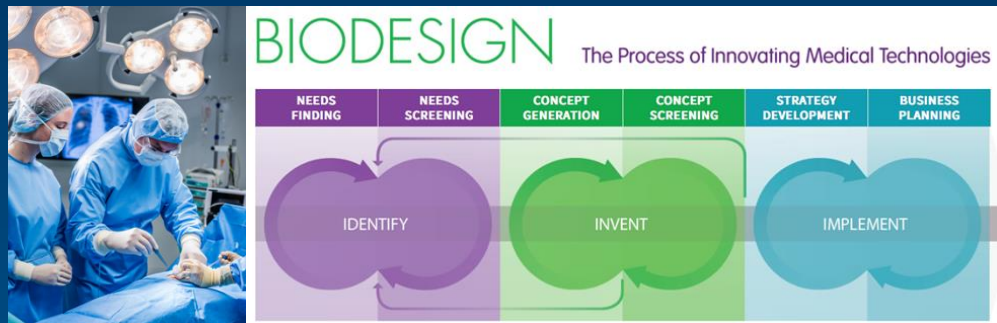 BIODESIGN
The Process of Innovating Medical Technologies
NEEDS
FINDING
NEEDS
SCREENING
CONCEPT
GENERATION
CONCEPT
SCREENING
STRATEGY
DEVELOPMENT
BUSINESS
PLANNING
IDENTIFY
INVENT
IMPLEMENT